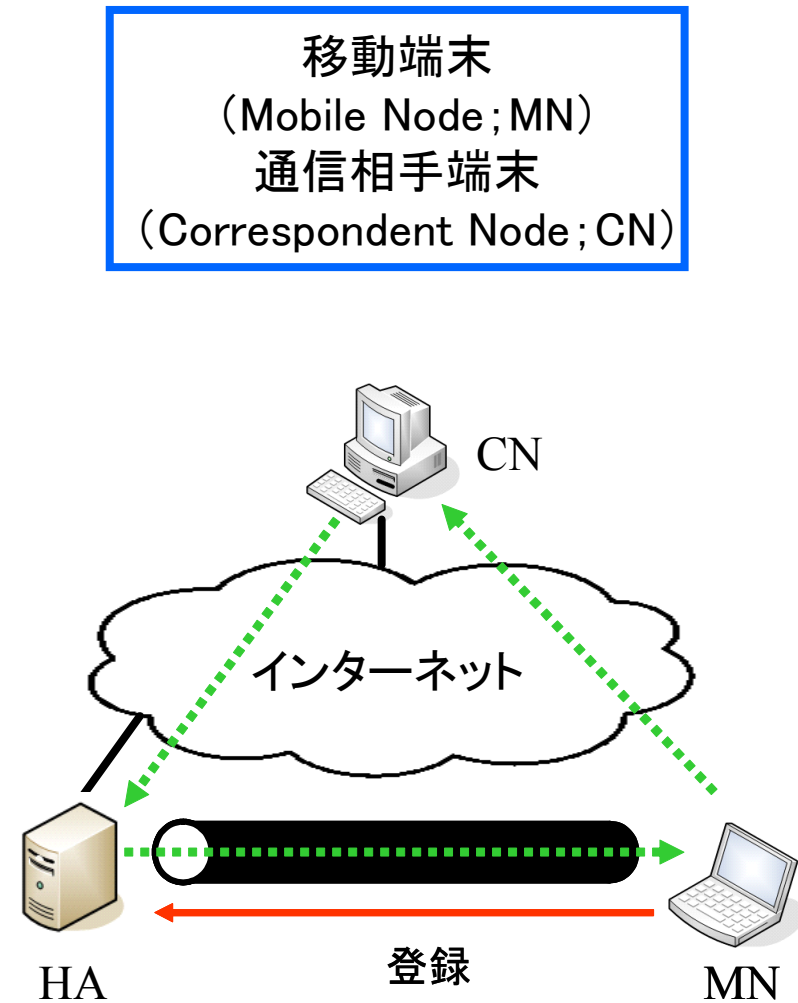 移動端末
（Mobile Node；MN）
通信相手端末
（Correspondent Node；CN）
CN
インターネット
登録
HA
MN